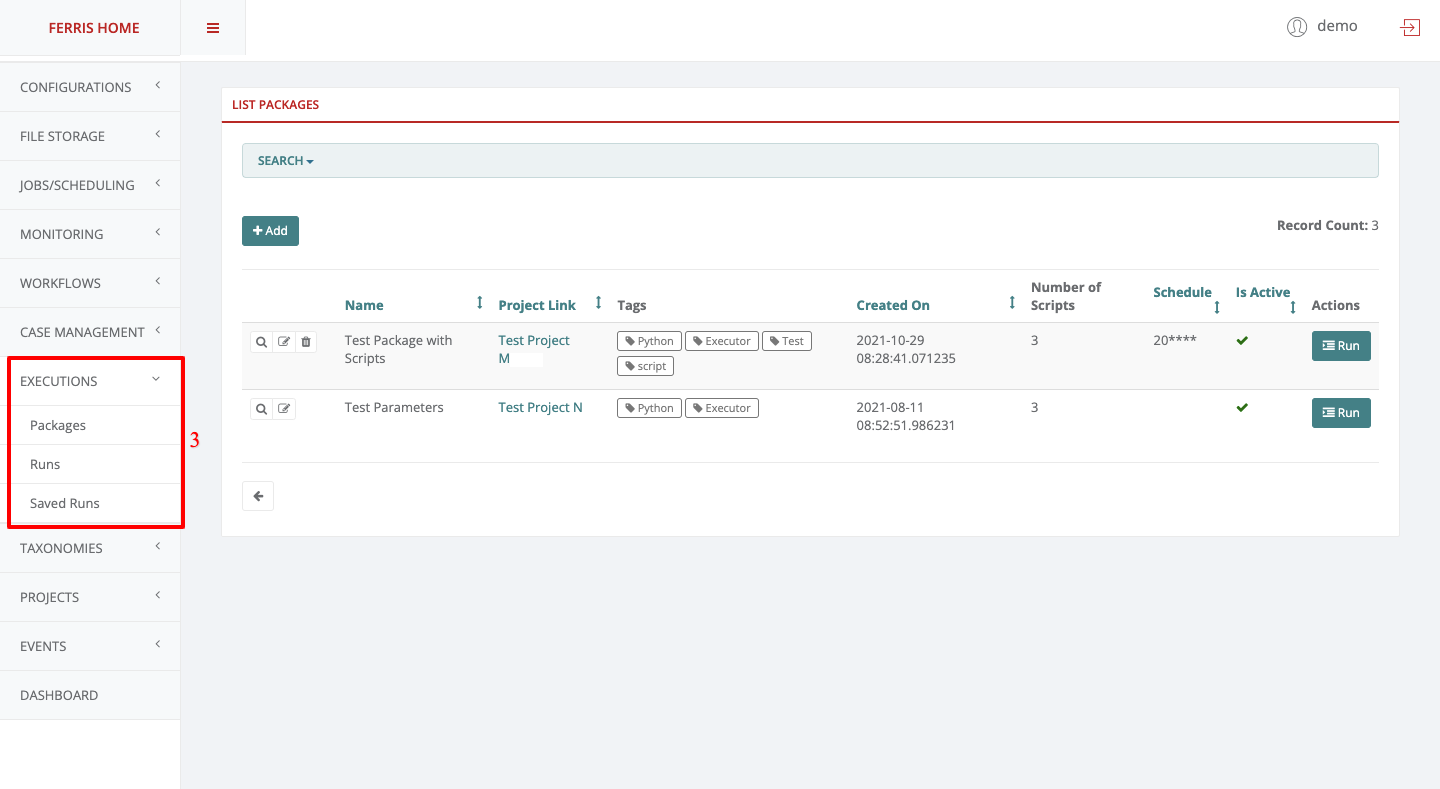 FERRIS HOME
demo
CONFIGURATIONS
FILE STORAGE
JOBS/SCHEDULING
MONITORING
WORKFLOWS
CASE MANAGEMENT
EXECUTIONS
Packages
Runs
Saved Runs
3
TAXONOMIES
PROJECTS
EVENTS
DASHBOARD
LIST PACKAGES
SEARCH
Add
Record Count: 3
Name Project Link Tags Created On Number of Scripts Schedule Is Active Actions
Test Package with
Scripts
Test Project
M
Python Executor Test
script
2021-10-29
08:28:41.071235
3
20****
Run
Test Parameters
Test Project N
Python Executor
2021-08-11
08:52:51.986231
3
Run